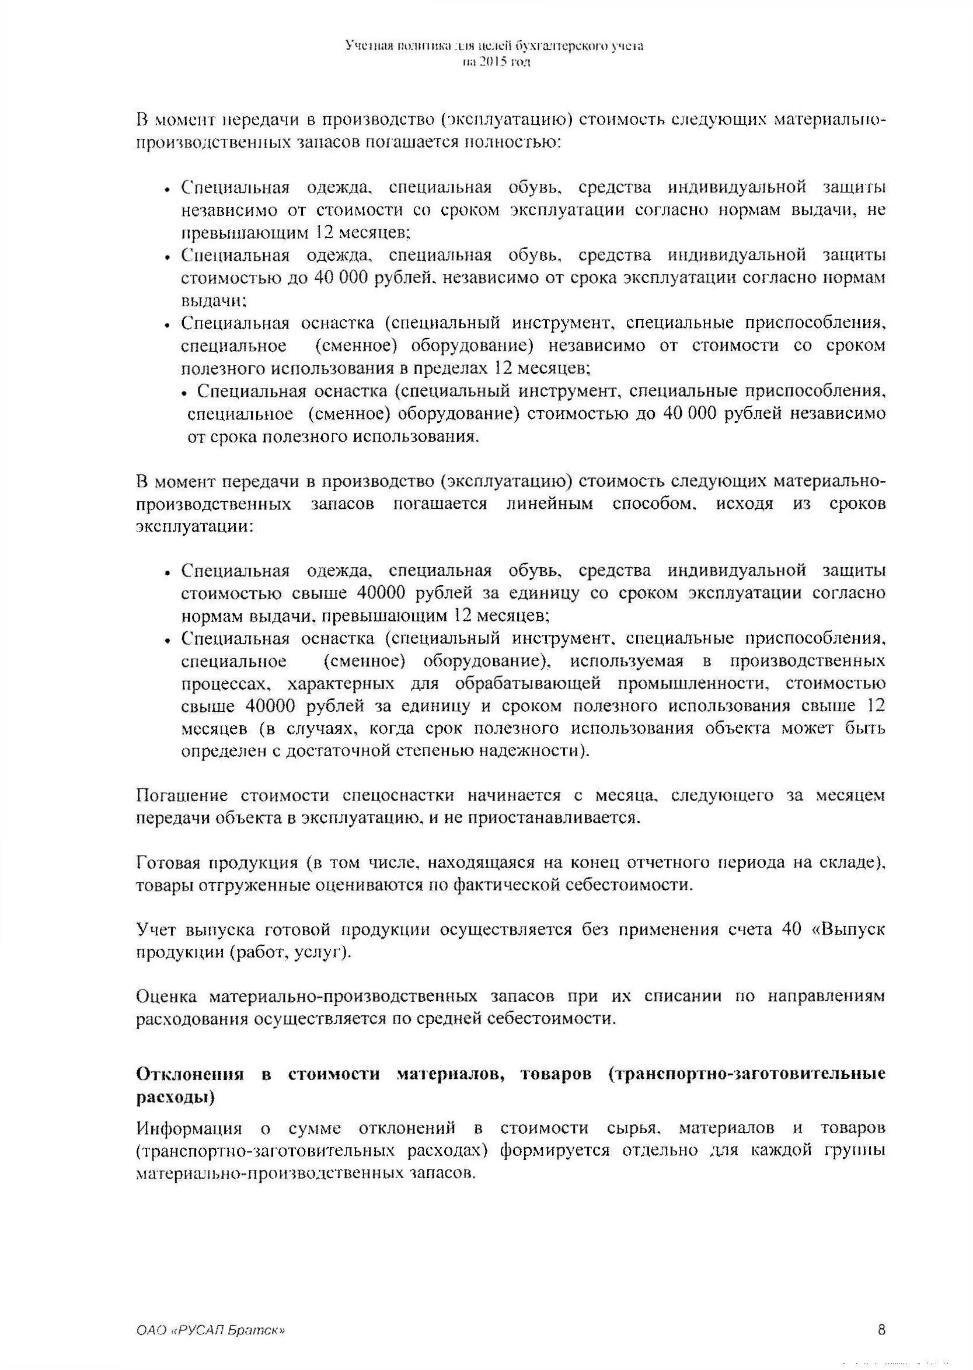 Учетная политика для целей бухгалтерского учета
на 2015 год
В момент передачи в производство (эксплуатацию) стоимость следующих материально-
производственных запасов погашается полностью:
• Специальная одежда, специальная обувь, средства индивидуальной защиты
независимо от стоимости со сроком эксплуатации согласно нормам выдачи, не
превышающим 12 месяцев;
• Специальная одежда, специальная обувь, средства индивидуальной защиты
стоимостью до 40 000 рублей, независимо от срока эксплуатации согласно нормам
выдачи;
• Специальная оснастка (специальный инструмент, специальные приспособления,
специальное (сменное) оборудование) независимо от стоимости со сроком
полезного использования в пределах 12 месяцев;
• Специальная оснастка (специальный инструмент, специальные приспособления,
специальное (сменное) оборудование) стоимостью до 40 000 рублей независимо
от срока полезного использования.
В момент передачи в производство (эксплуатацию) стоимость следующих материально-
производственных запасов погашается линейным способом, исходя из сроков
эксплуатации:
• Специальная одежда, специальная обувь, средства индивидуальной защиты
стоимостью свыше 40000 рублей за единицу со сроком эксплуатации согласно
нормам выдачи, превышающим 12 месяцев;
• Специальная оснастка (специальный инструмент, специальные приспособления,
специальное (сменное) оборудование), используемая в производственных
процессах, характерных для обрабатывающей промышленности, стоимостью
свыше 40000 рублей за единицу и сроком полезного использования свыше 12
месяцев (в случаях, когда срок полезного использования объекта может быть
определен с достаточной степенью надежности).
Погашение стоимости спецоснастки начинается с месяца, следующего за месяцем
передачи объекта в эксплуатацию, и не приостанавливается.
Готовая продукция (в том числе, находящаяся на конец отчетного периода на складе),
товары отгруженные оцениваются по фактической себестоимости.
Учет выпуска готовой продукции осуществляется без применения счета 40 «Выпуск
продукции (работ, услуг).
Оценка материально-производственных запасов при их списании по направлениям
расходования осуществляется по средней себестоимости.
Отклонения в стоимости материалов, товаров (транспортно-заготовительные
расходы)
Информация о сумме отклонений в стоимости сырья, материалов и товаров
(транспортно-заготовительных расходах) формируется отдельно для каждой группы
материально-производственных запасов.
ОАО «РУСАЛ Братск» 8